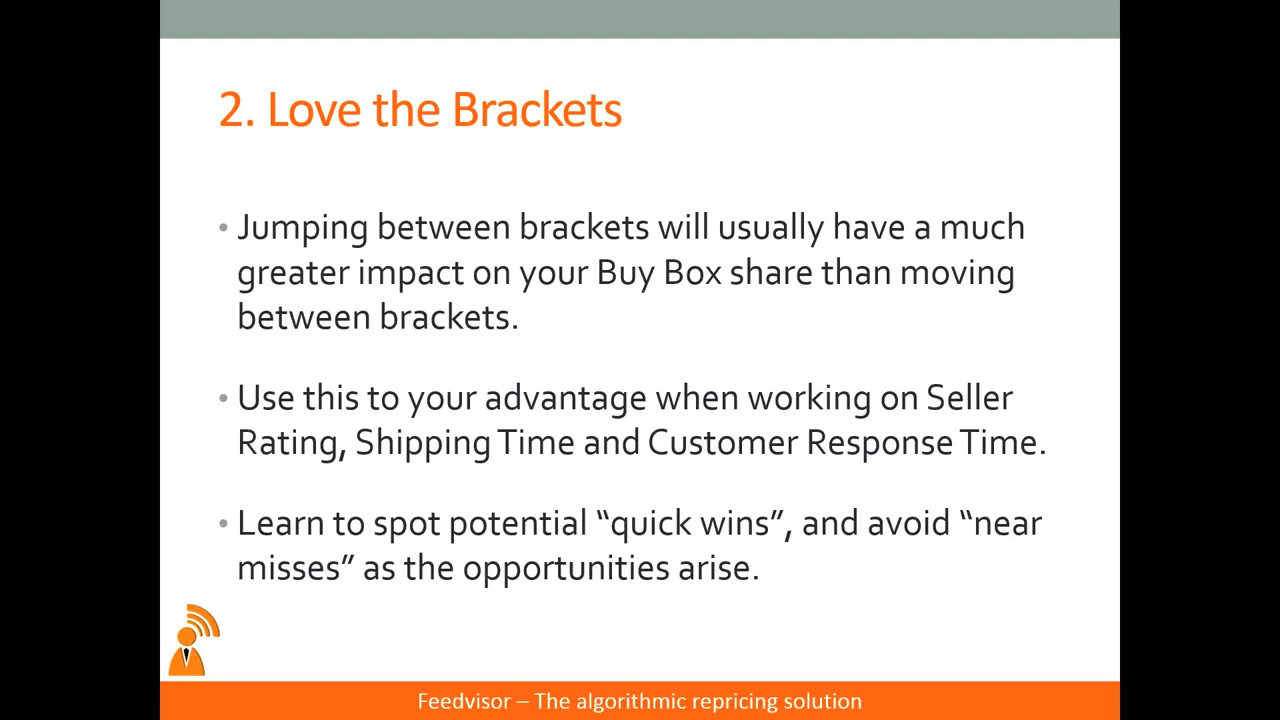 2. Love the Brackets
• Jumping between brackets will usually have a much
greater impact on your Buy Box share than moving
between brackets.
• Use this to your advantage when working on Seller
Rating, Shipping Time and Customer Response Time.
• Learn to spot potential “quick wins”, and avoid “near
misses” as the opportunities arise.
Feedvisor – The algorithmic repricing solution